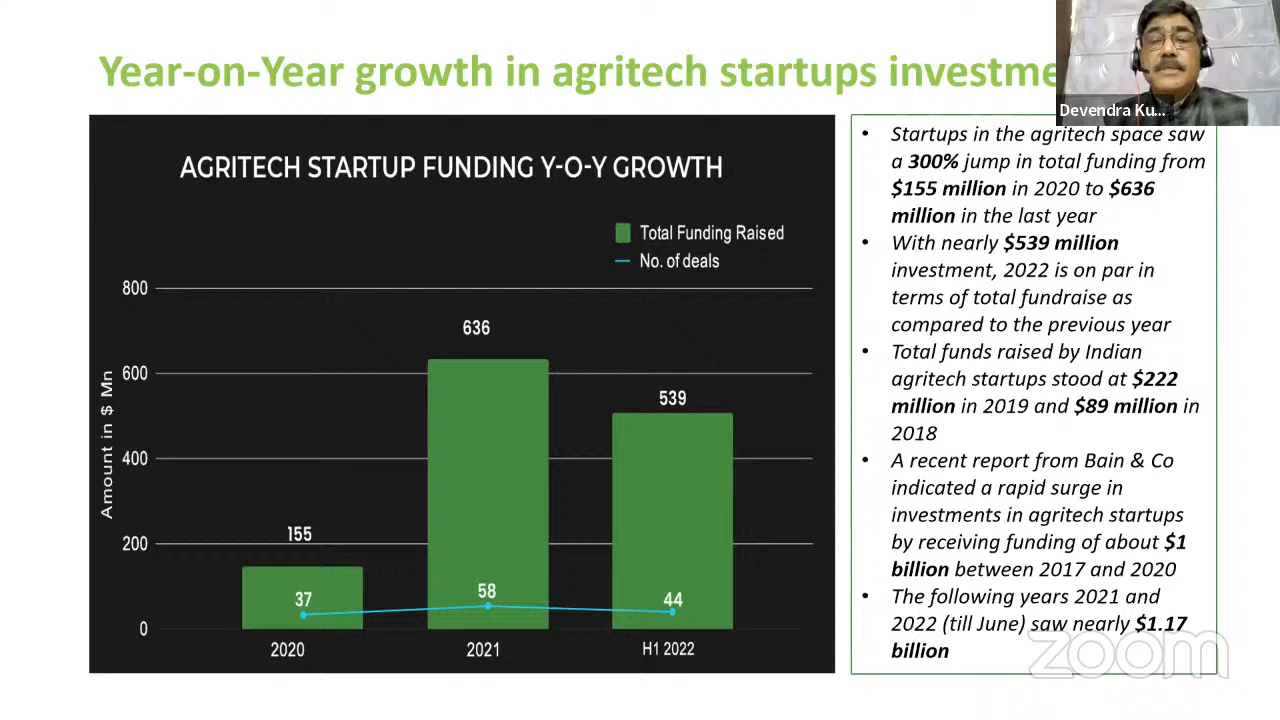 Year-on-Year growth in agritech startups investme
Devendra Ku...
AGRITECH STARTUP FUNDING Y-O-Y GROWTH
Total Funding Raised
No. of deals
Amount in $ Mn
800
600
400
200
0
155
636
539
37
58
44
2020
2021
H1 2022
• Startups in the agritech space saw
a 300% jump in total funding from
$155 million in 2020 to $636
million in the last year
• With nearly $539 million
investment, 2022 is on par in
terms of total fundraise as
compared to the previous year
• Total funds raised by Indian
agritech startups stood at $222
million in 2019 and $89 million in
2018
• A recent report from Bain & Co
indicated a rapid surge in
investments in agritech startups
by receiving funding of about $1
billion between 2017 and 2020
• The following years 2021 and
2022 (till June) saw nearly $1.17
billion
zoom